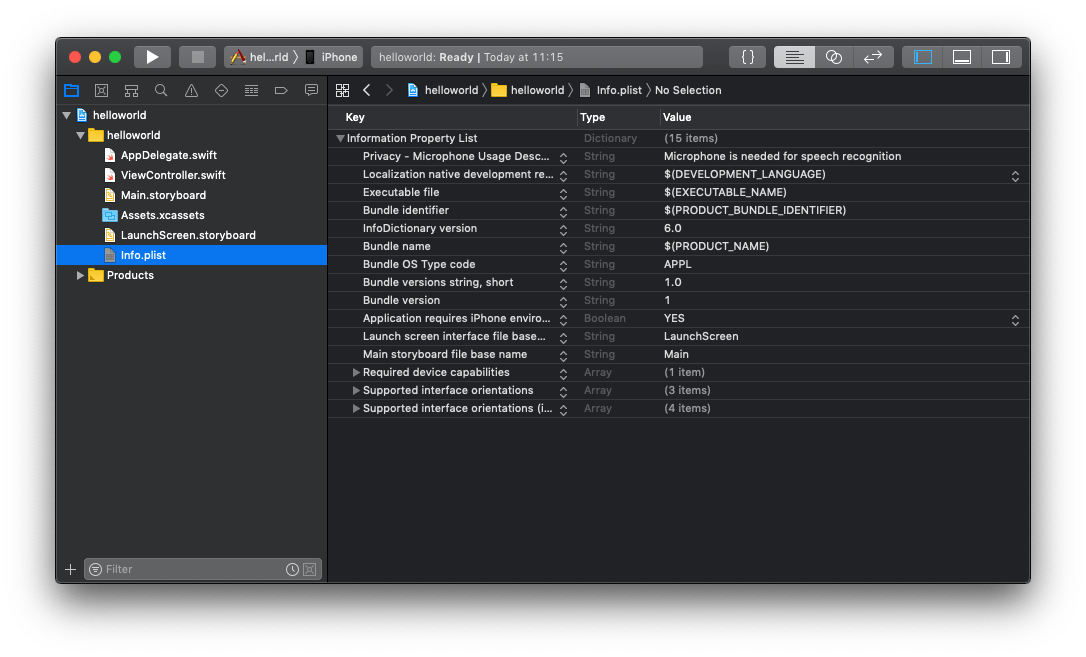 hel...rld 〉 iPhone
helloworld: Ready | Today at 11:15
{ }
helloworld 〉 helloworld 〉 Info.plist 〉 No Selection
helloworld
helloworld
AppDelegate.swift
ViewController.swift
Main.storyboard
Assets.xcassets
LaunchScreen.storyboard
Info.plist
Products
Filter
Key Type Value
Information Property List Dictionary (15 items)
Privacy - Microphone Usage Desc... String Microphone is needed for speech recognition
Localization native development re... String $(DEVELOPMENT_LANGUAGE)
Executable file String $(EXECUTABLE_NAME)
Bundle identifier String $(PRODUCT_BUNDLE_IDENTIFIER)
InfoDictionary version String 6.0
Bundle name String $(PRODUCT_NAME)
Bundle OS Type code String APPL
Bundle versions string, short String 1.0
Bundle version String 1
Application requires iPhone enviro... Boolean YES
Launch screen interface file base... String LaunchScreen
Main storyboard file base name String Main
Required device capabilities Array (1 item)
Supported interface orientations Array (3 items)
Supported interface orientations (i... Array (4 items)